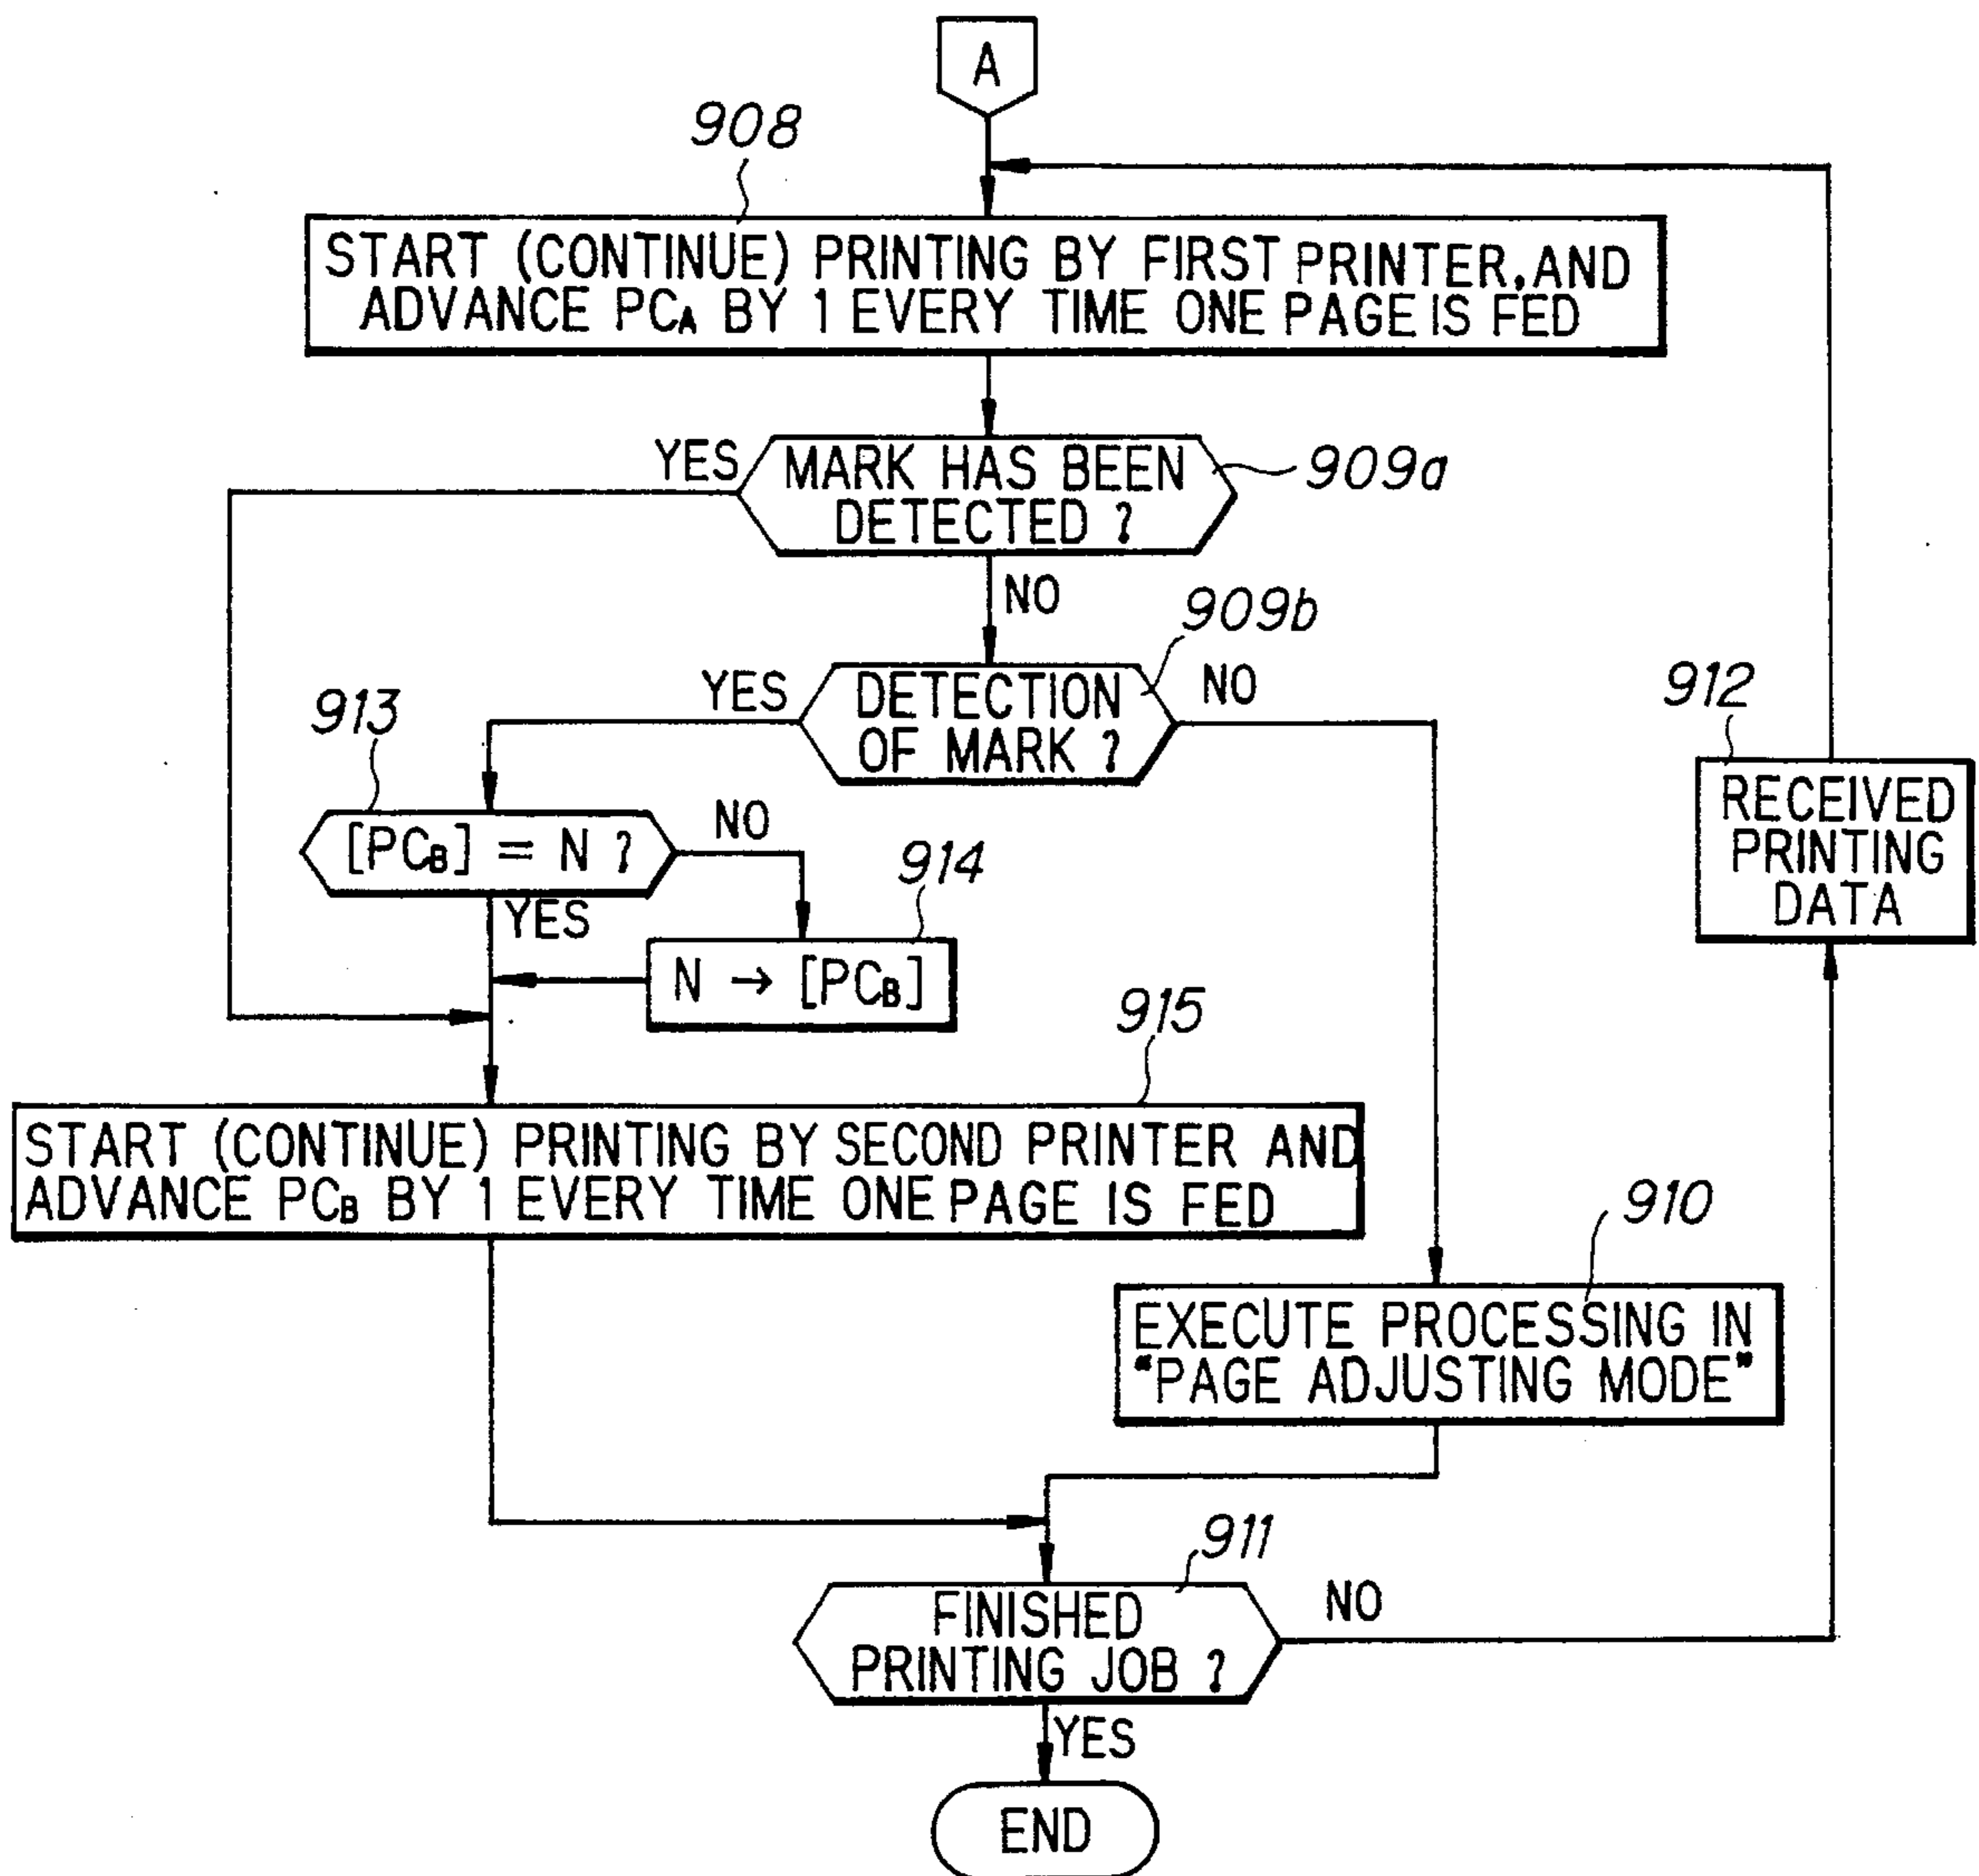 A
908
START (CONTINUE) PRINTING BY FIRST PRINTER, AND
ADVANCE PCA BY 1 EVERY TIME ONE PAGE IS FED
YES
MARK HAS BEEN
DETECTED ?
909a
NO
909b
YES
DETECTION
OF MARK ?
NO
913
[PCB] = N ?
NO
YES
914
N → [PCB]
912
RECEIVED
PRINTING
DATA
915
START (CONTINUE) PRINTING BY SECOND PRINTER AND
ADVANCE PCB BY 1 EVERY TIME ONE PAGE IS FED
910
EXECUTE PROCESSING IN
"PAGE ADJUSTING MODE"
911
FINISHED
PRINTING JOB ?
NO
YES
END